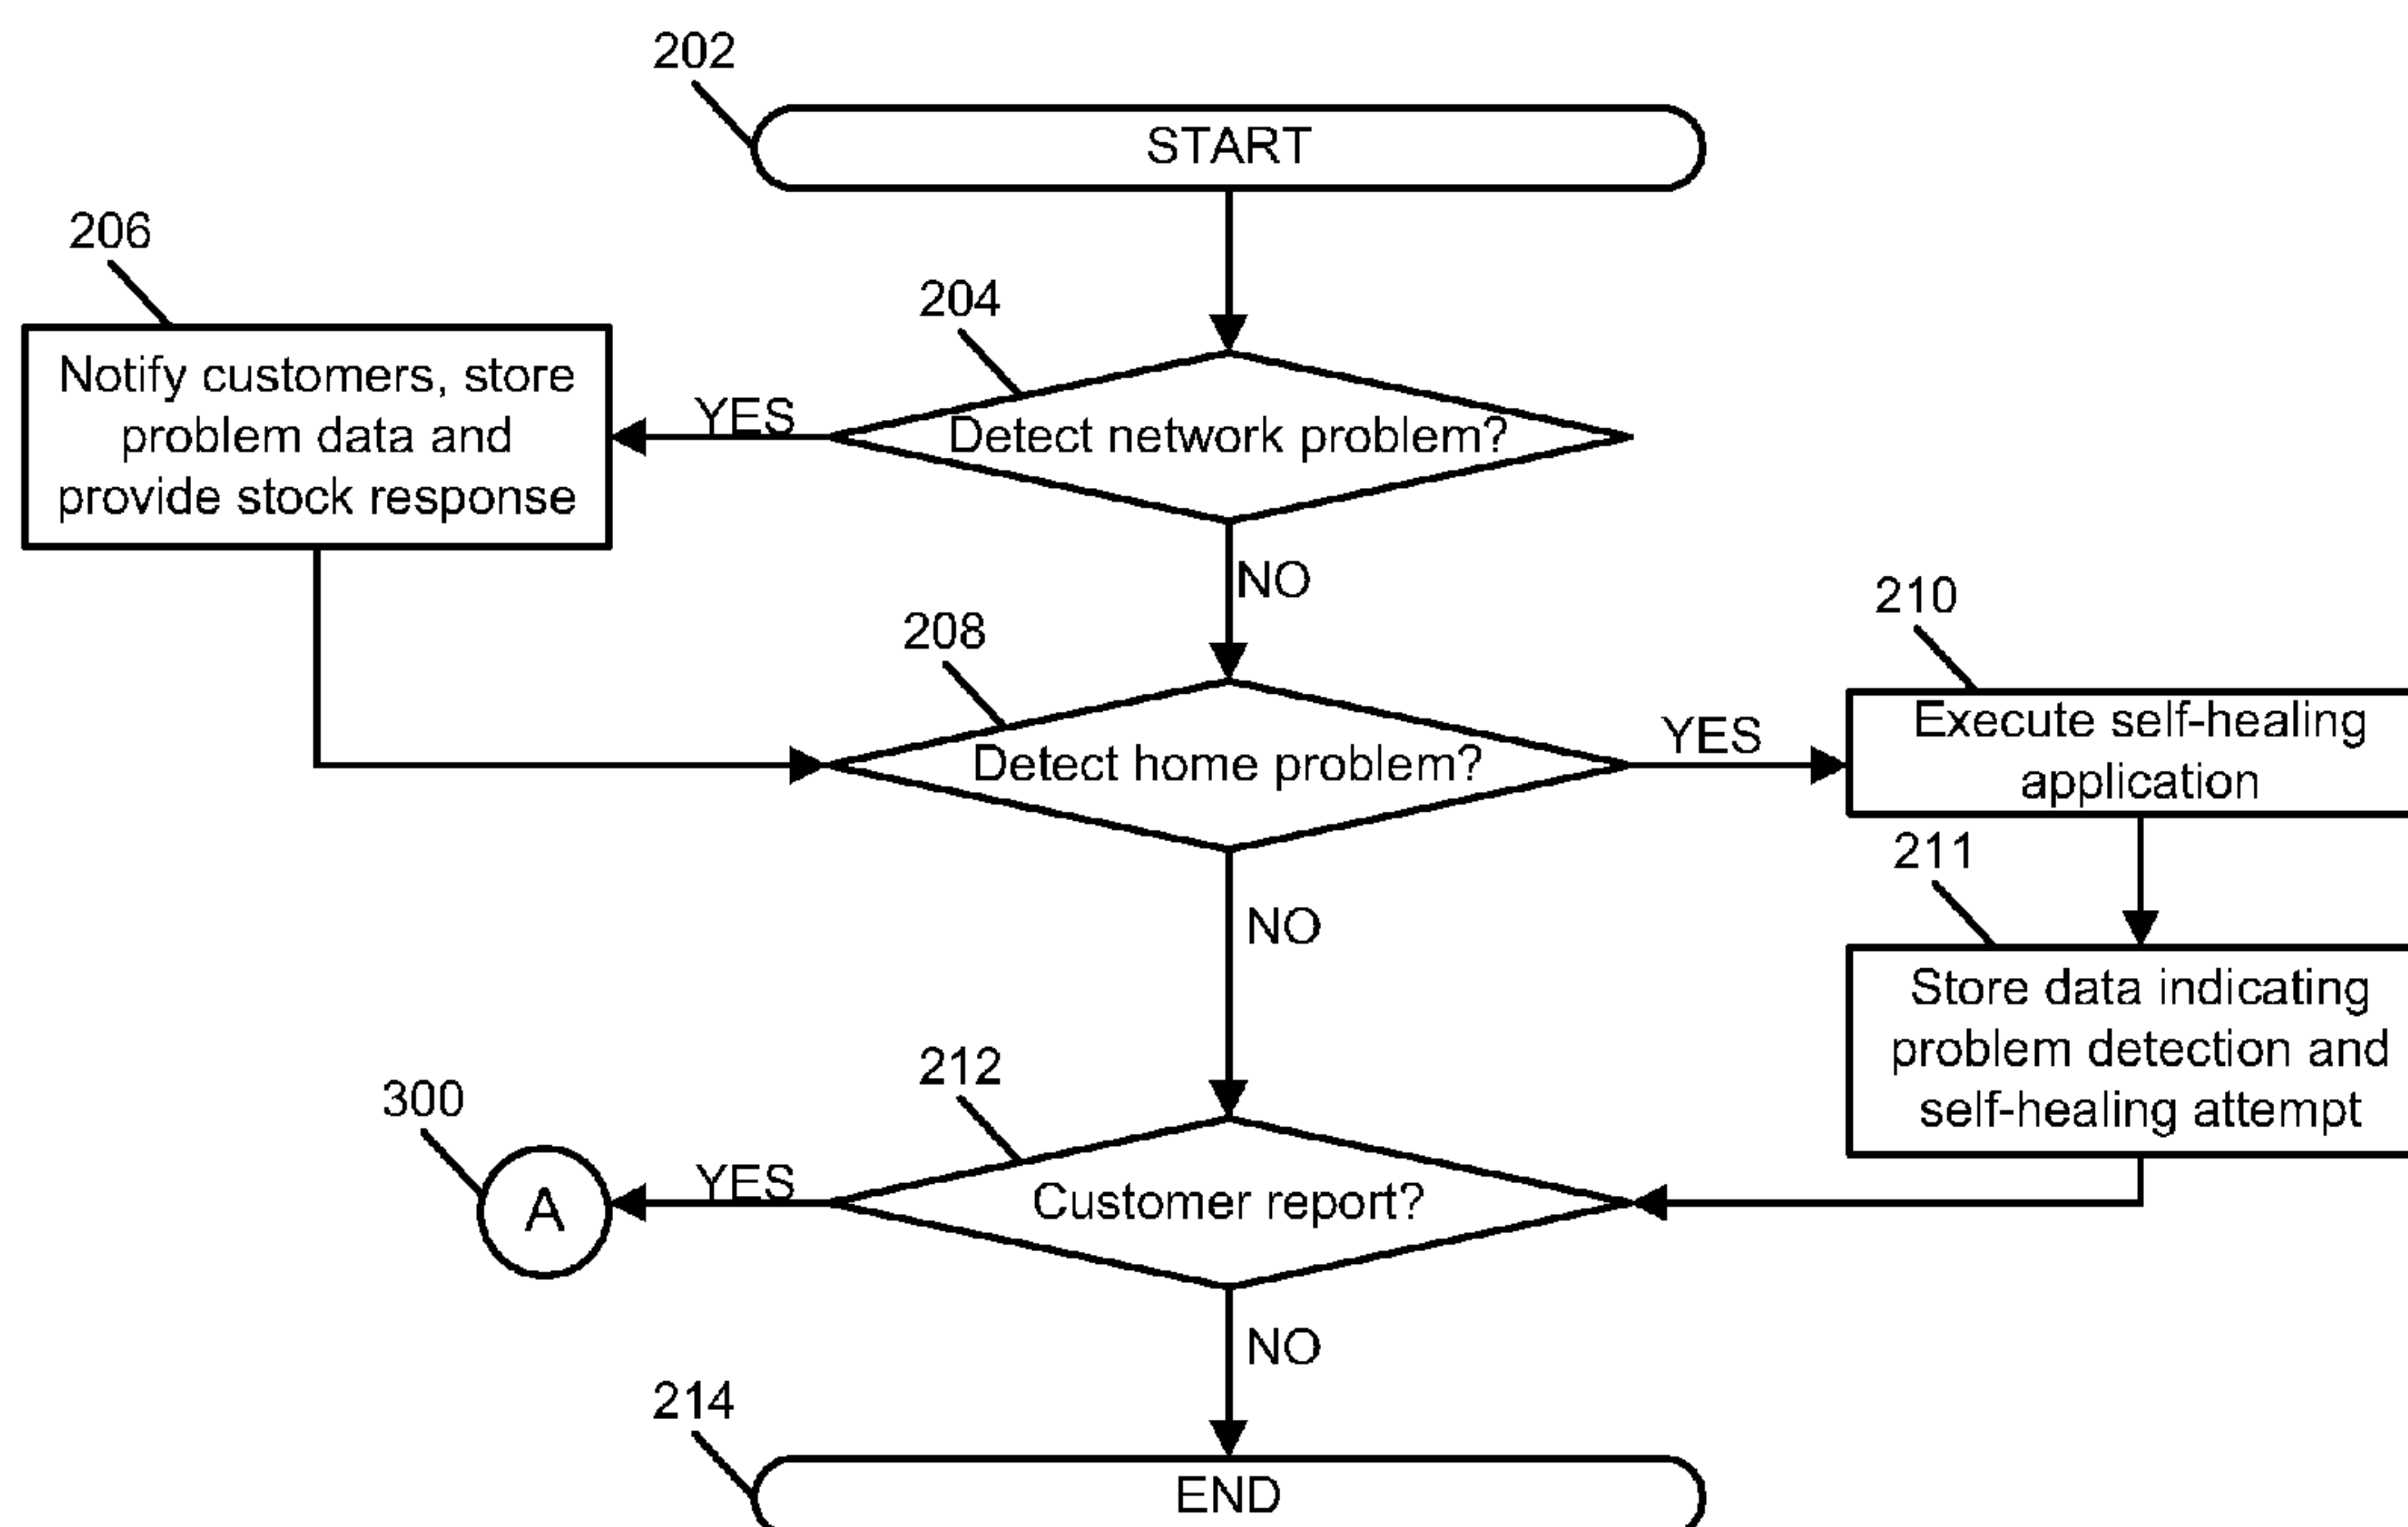 202
START
206
204
Notify customers, store
problem data and
provide stock response
YES
Detect network problem?
NO
208
210
Detect home problem?
YES
Execute self-healing
application
211
NO
Store data indicating
problem detection and
self-healing attempt
212
300
A
YES
Customer report?
NO
214
END